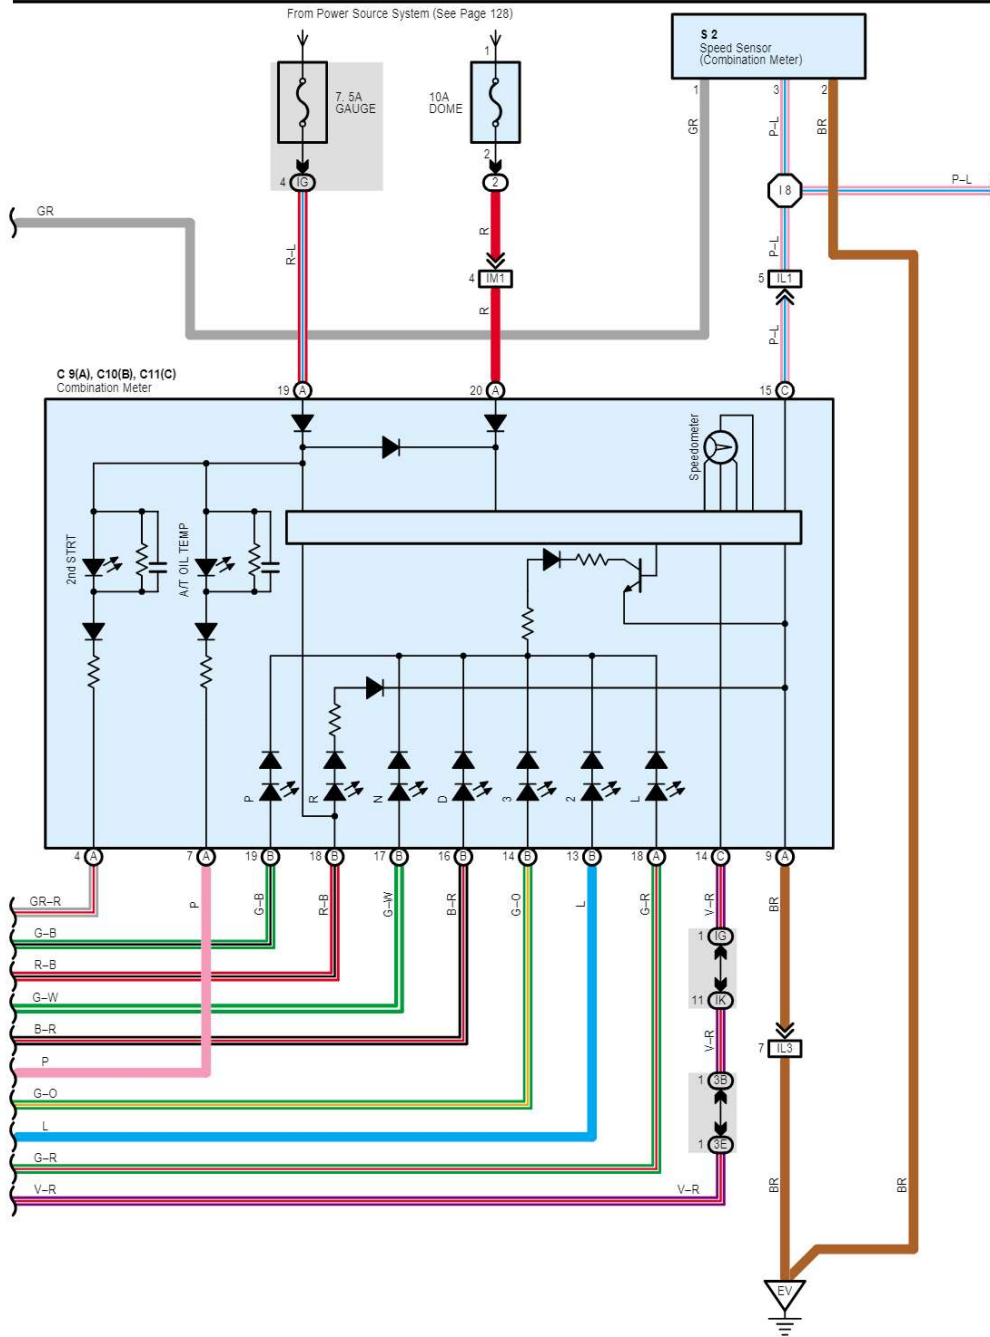 From Power Source System (See Page 128)
S 2
Speed Sensor
(Combination Meter)
1
3
2
1
7. 5A
GAUGE
10A
DOME
GR
P–L
BR
2
4 IG
2
I 8
P–L
GR
R–L
R
P–L
4 IM1
5 IL1
R
P–L
C 9(A), C10(B), C11(C)
Combination Meter
19 A
20 A
15 C
Speedometer
2nd STRT
A/T OIL TEMP
P
R
N
D
3
2
L
4 A
7 A
19 B
18 B
17 B
16 B
14 B
13 B
18 A
14 C
9 A
GR–R
P
G–B
R–B
G–W
B–R
G–O
L
G–R
V–R
BR
G–B
1 IG
R–B
G–W
11 IK
B–R
V–R
7 IL3
P
1 3B
G–O
L
1 3E
G–R
V–R
V–R
BR
BR
EV